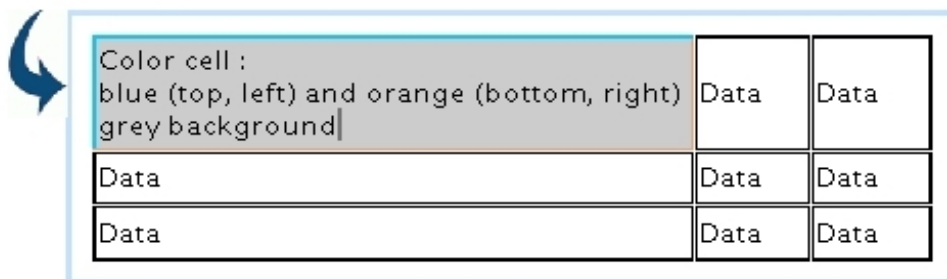 Color cell :
blue (top, left) and orange (bottom, right)
grey background
Data
Data
Data
Data
Data
Data
Data
Data